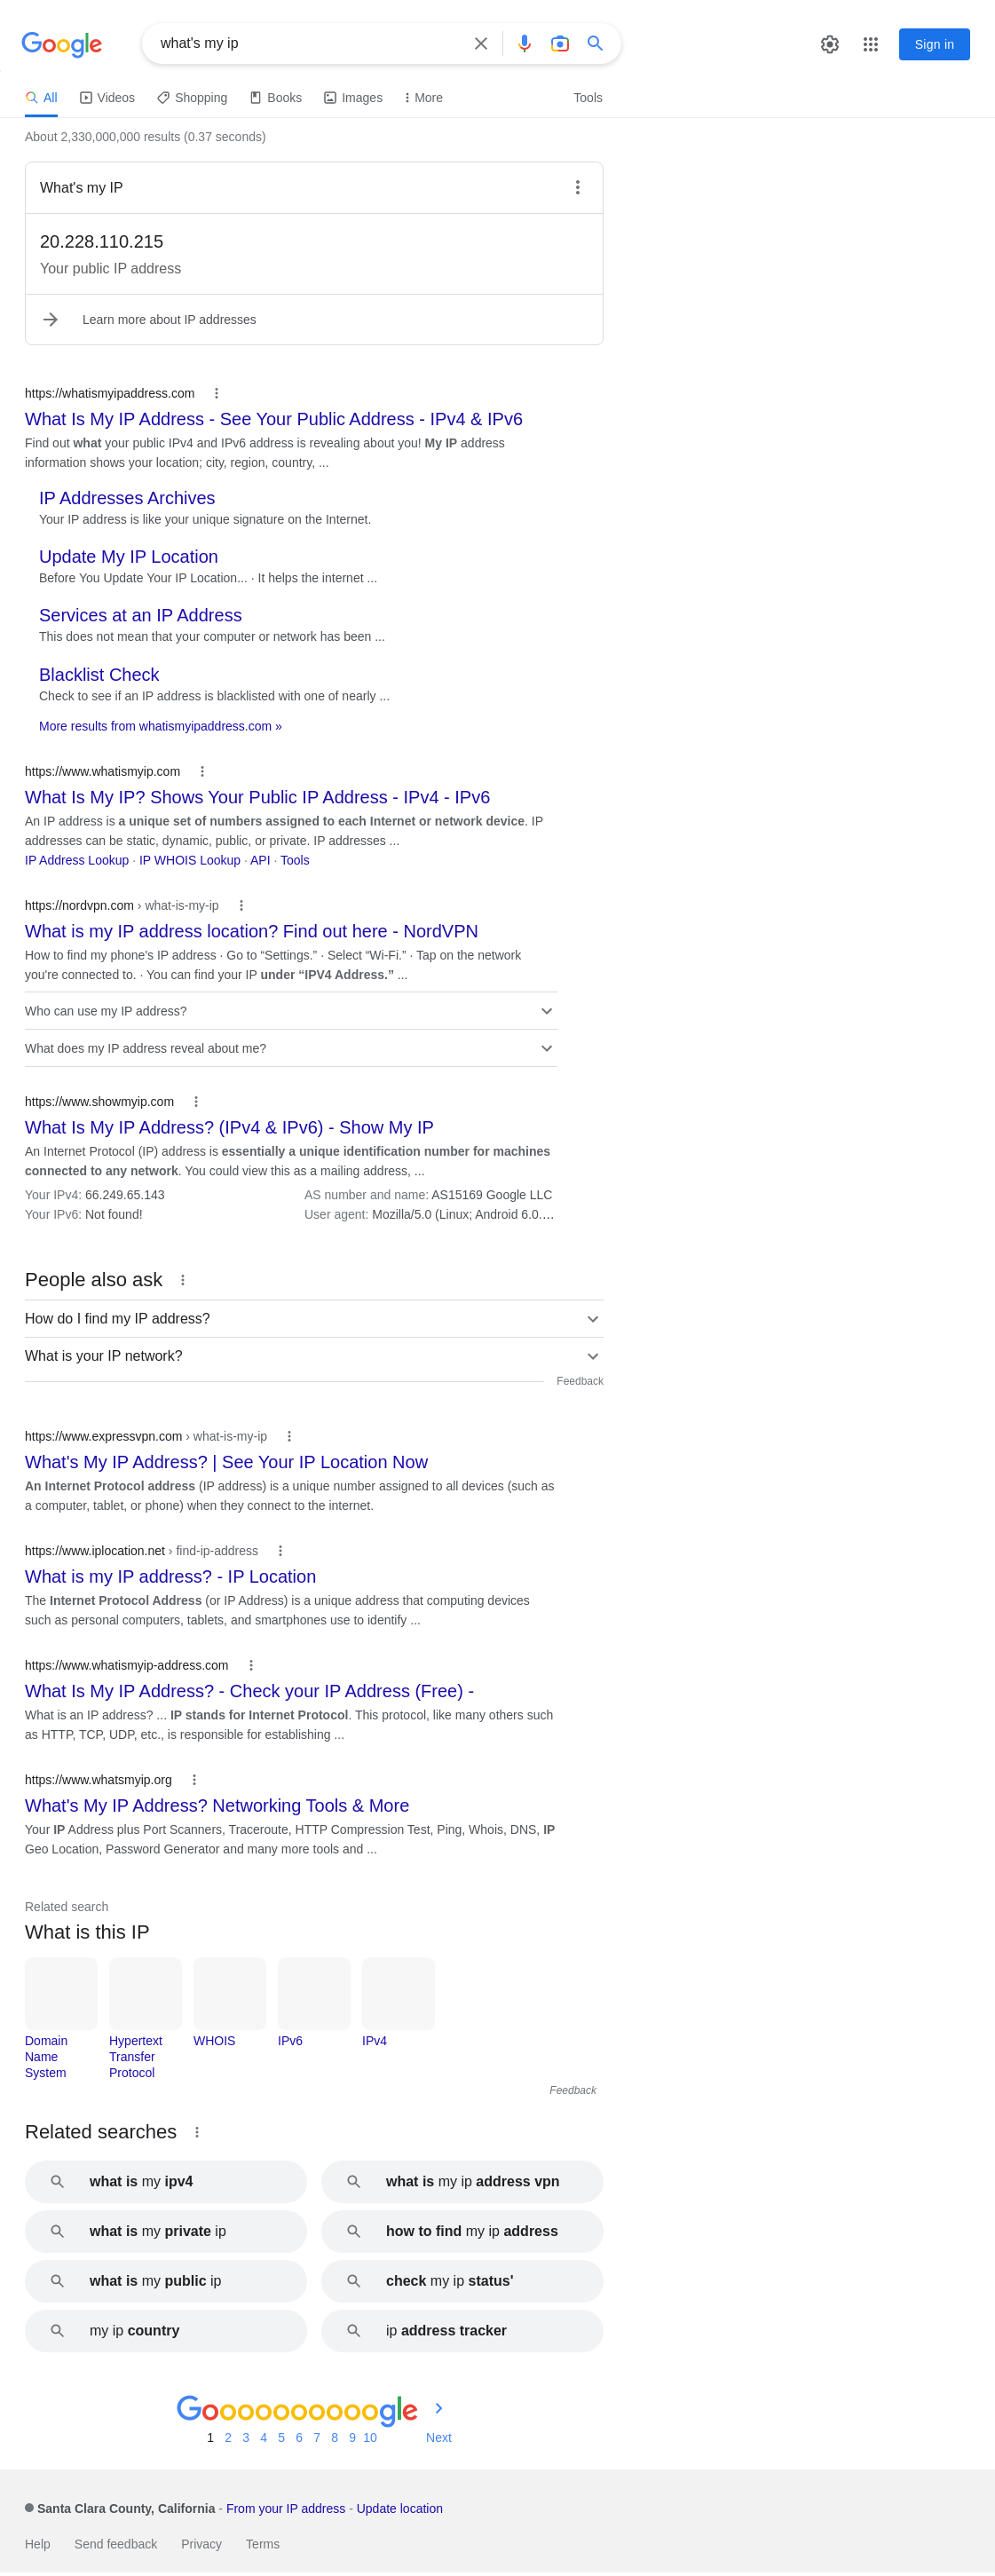 Google
what's my ip
Sign in
All Videos Shopping Books Images More Tools
About 2,330,000,000 results (0.37 seconds)
What's my IP
20.228.110.215
Your public IP address
Learn more about IP addresses
https://whatismyipaddress.com
What Is My IP Address - See Your Public Address - IPv4 & IPv6
Find out what your public IPv4 and IPv6 address is revealing about you! My IP address
information shows your location; city, region, country, ...
IP Addresses Archives
Your IP address is like your unique signature on the Internet.
Update My IP Location
Before You Update Your IP Location... · It helps the internet ...
Services at an IP Address
This does not mean that your computer or network has been ...
Blacklist Check
Check to see if an IP address is blacklisted with one of nearly ...
More results from whatismyipaddress.com »
https://www.whatismyip.com
What Is My IP? Shows Your Public IP Address - IPv4 - IPv6
An IP address is a unique set of numbers assigned to each Internet or network device. IP
addresses can be static, dynamic, public, or private. IP addresses ...
IP Address Lookup · IP WHOIS Lookup · API · Tools
https://nordvpn.com › what-is-my-ip
What is my IP address location? Find out here - NordVPN
How to find my phone's IP address · Go to “Settings.” · Select “Wi-Fi.” · Tap on the network
you're connected to. · You can find your IP under “IPV4 Address.” ...
Who can use my IP address?
What does my IP address reveal about me?
https://www.showmyip.com
What Is My IP Address? (IPv4 & IPv6) - Show My IP
An Internet Protocol (IP) address is essentially a unique identification number for machines
connected to any network. You could view this as a mailing address, ...
Your IPv4: 66.249.65.143 AS number and name: AS15169 Google LLC
Your IPv6: Not found! User agent: Mozilla/5.0 (Linux; Android 6.0....
People also ask
How do I find my IP address?
What is your IP network?
Feedback
https://www.expressvpn.com › what-is-my-ip
What's My IP Address? | See Your IP Location Now
An Internet Protocol address (IP address) is a unique number assigned to all devices (such as
a computer, tablet, or phone) when they connect to the internet.
https://www.iplocation.net › find-ip-address
What is my IP address? - IP Location
The Internet Protocol Address (or IP Address) is a unique address that computing devices
such as personal computers, tablets, and smartphones use to identify ...
https://www.whatismyip-address.com
What Is My IP Address? - Check your IP Address (Free) -
What is an IP address? ... IP stands for Internet Protocol. This protocol, like many others such
as HTTP, TCP, UDP, etc., is responsible for establishing ...
https://www.whatsmyip.org
What's My IP Address? Networking Tools & More
Your IP Address plus Port Scanners, Traceroute, HTTP Compression Test, Ping, Whois, DNS, IP
Geo Location, Password Generator and many more tools and ...
Related search
What is this IP
Domain Name System
Hypertext Transfer Protocol
WHOIS
IPv6
IPv4
Feedback
Related searches
what is my ipv4
what is my ip address vpn
what is my private ip
how to find my ip address
what is my public ip
check my ip status'
my ip country
ip address tracker
Goooooooooogle
1 2 3 4 5 6 7 8 9 10 Next
Santa Clara County, California - From your IP address - Update location
Help Send feedback Privacy Terms